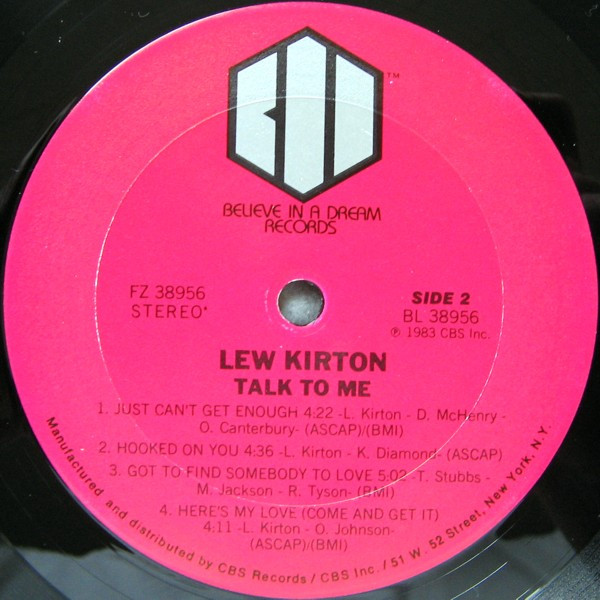 BID
™
BELIEVE IN A DREAM
RECORDS
FZ 38956
STEREO*
SIDE 2
BL 38956
℗ 1983 CBS Inc.
LEW KIRTON
TALK TO ME
1. JUST CAN'T GET ENOUGH 4:22 -L. Kirton - D. McHenry -
O. Canterbury- (ASCAP)/(BMI)
2. HOOKED ON YOU 4:36 -L. Kirton - K. Diamond- (ASCAP)
3. GOT TO FIND SOMEBODY TO LOVE 5:02 -T. Stubbs -
M. Jackson - R. Tyson- (BMI)
4. HERE'S MY LOVE (COME AND GET IT)
4:11 -L. Kirton - O. Johnson-
(ASCAP)/(BMI)
Manufactured and distributed by CBS Records / CBS Inc. / 51 W. 52 Street, New York, N.Y.